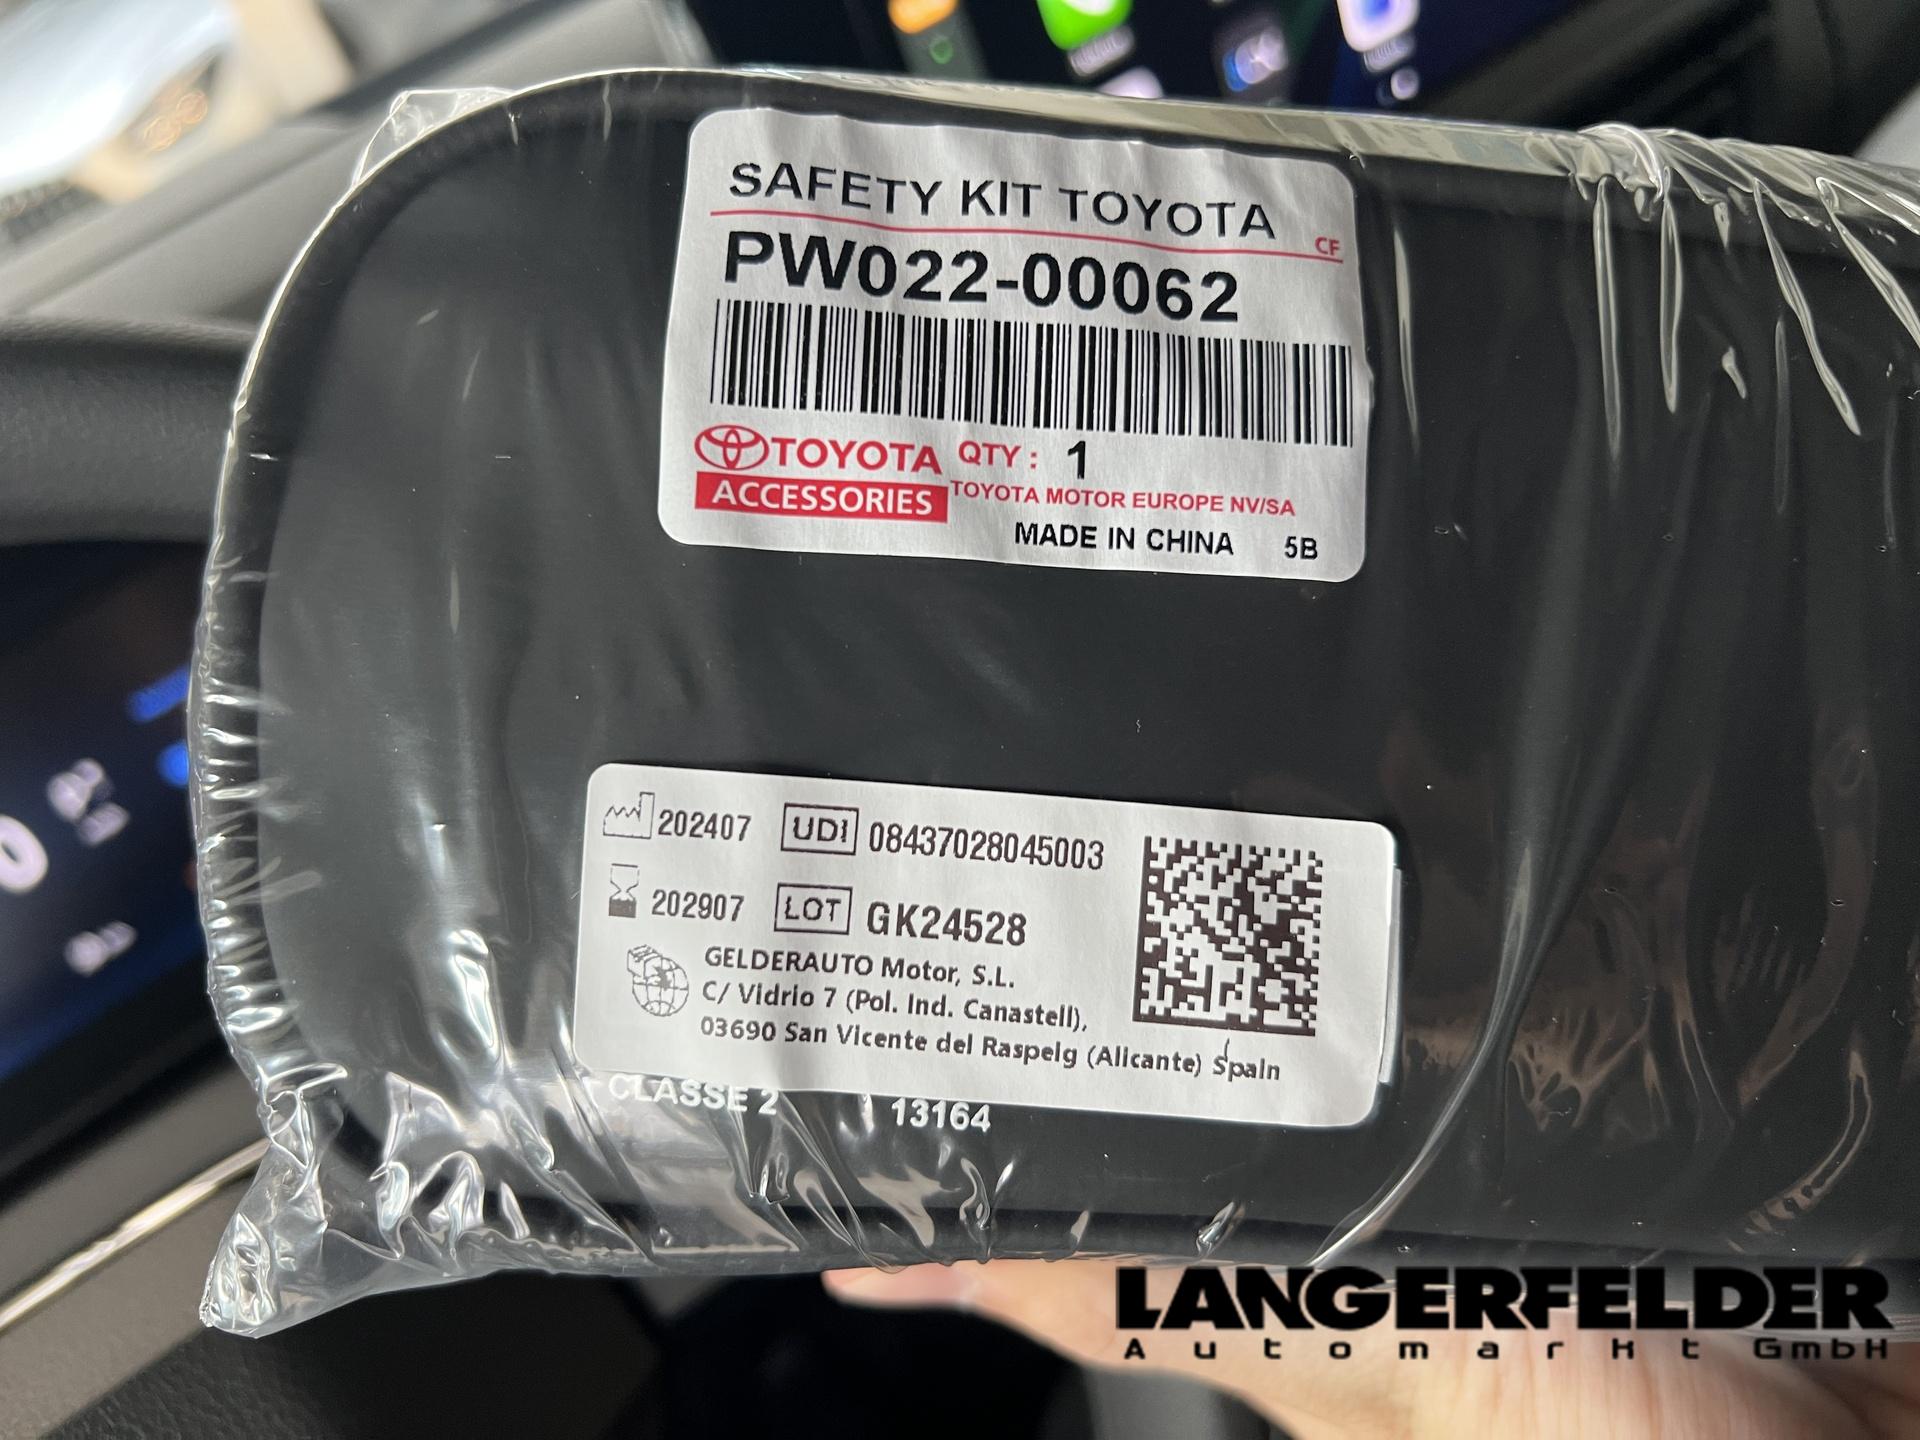 SAFETY KIT TOYOTA
CF
PW022-00062
TOYOTA QTY : 1
ACCESSORIES TOYOTA MOTOR EUROPE NV/SA
MADE IN CHINA 5B
202407 UDI 08437028045003
202907 LOT GK24528
GELDERAUTO Motor, S.L.
C/ Vidrio 7 (Pol. Ind. Canastell),
03690 San Vicente del Raspeig (Alicante) Spain
CLASSE 2 13164
LANGERFELDER
Automarkt GmbH